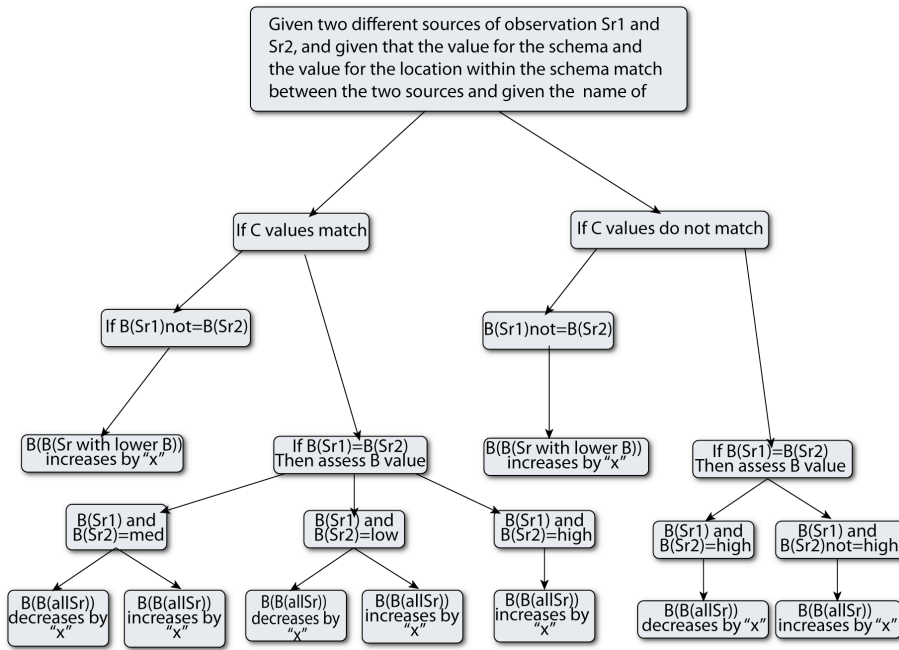 Given two different sources of observation Sr1 and
Sr2, and given that the value for the schema and
the value for the location within the schema match
between the two sources and given the name of
If C values match
If C values do not match
If B(Sr1)not=B(Sr2)
B(Sr1)not=B(Sr2)
B(B(Sr with lower B))
increases by “x”
If B(Sr1)=B(Sr2)
Then assess B value
B(B(Sr with lower B))
increases by “x”
If B(Sr1)=B(Sr2)
Then assess B value
B(Sr1) and
B(Sr2)=med
B(Sr1) and
B(Sr2)=low
B(Sr1) and
B(Sr2)=high
B(Sr1) and
B(Sr2)=high
B(Sr1) and
B(Sr2)not=high
B(B(allSr))
decreases by
“x”
B(B(allSr))
increases by
“x”
B(B(allSr))
decreases by
“x”
B(B(allSr))
increases by
“x”
B(B(allSr))
increases by
“x”
B(B(allSr))
decreases by “x”
B(B(allSr))
increases by “x”